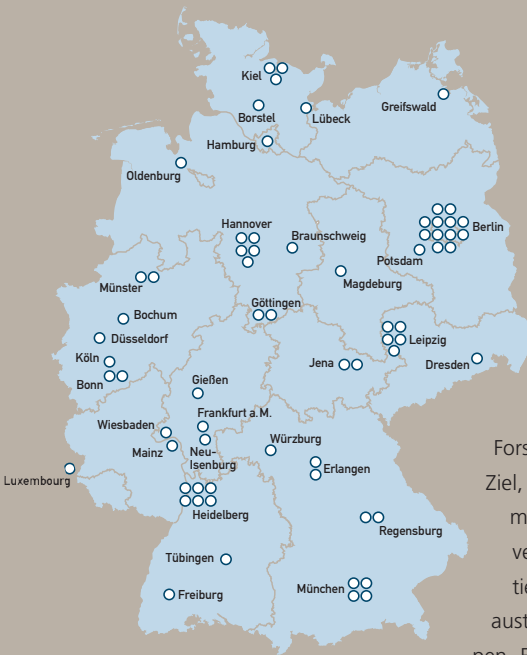 Kiel
Borstel
Lübeck
Greifswald
Hamburg
Oldenburg
Hannover
Braunschweig
Berlin
Potsdam
Magdeburg
Münster
Göttingen
Bochum
Düsseldorf
Leipzig
Köln
Jena
Dresden
Bonn
Gießen
Frankfurt a.M.
Wiesbaden
Mainz
Neu-
Isenburg
Würzburg
Erlangen
Luxembourg
Heidelberg
Regensburg
Tübingen
Freiburg
München
Fors
Ziel,
m
ve
tie
aust